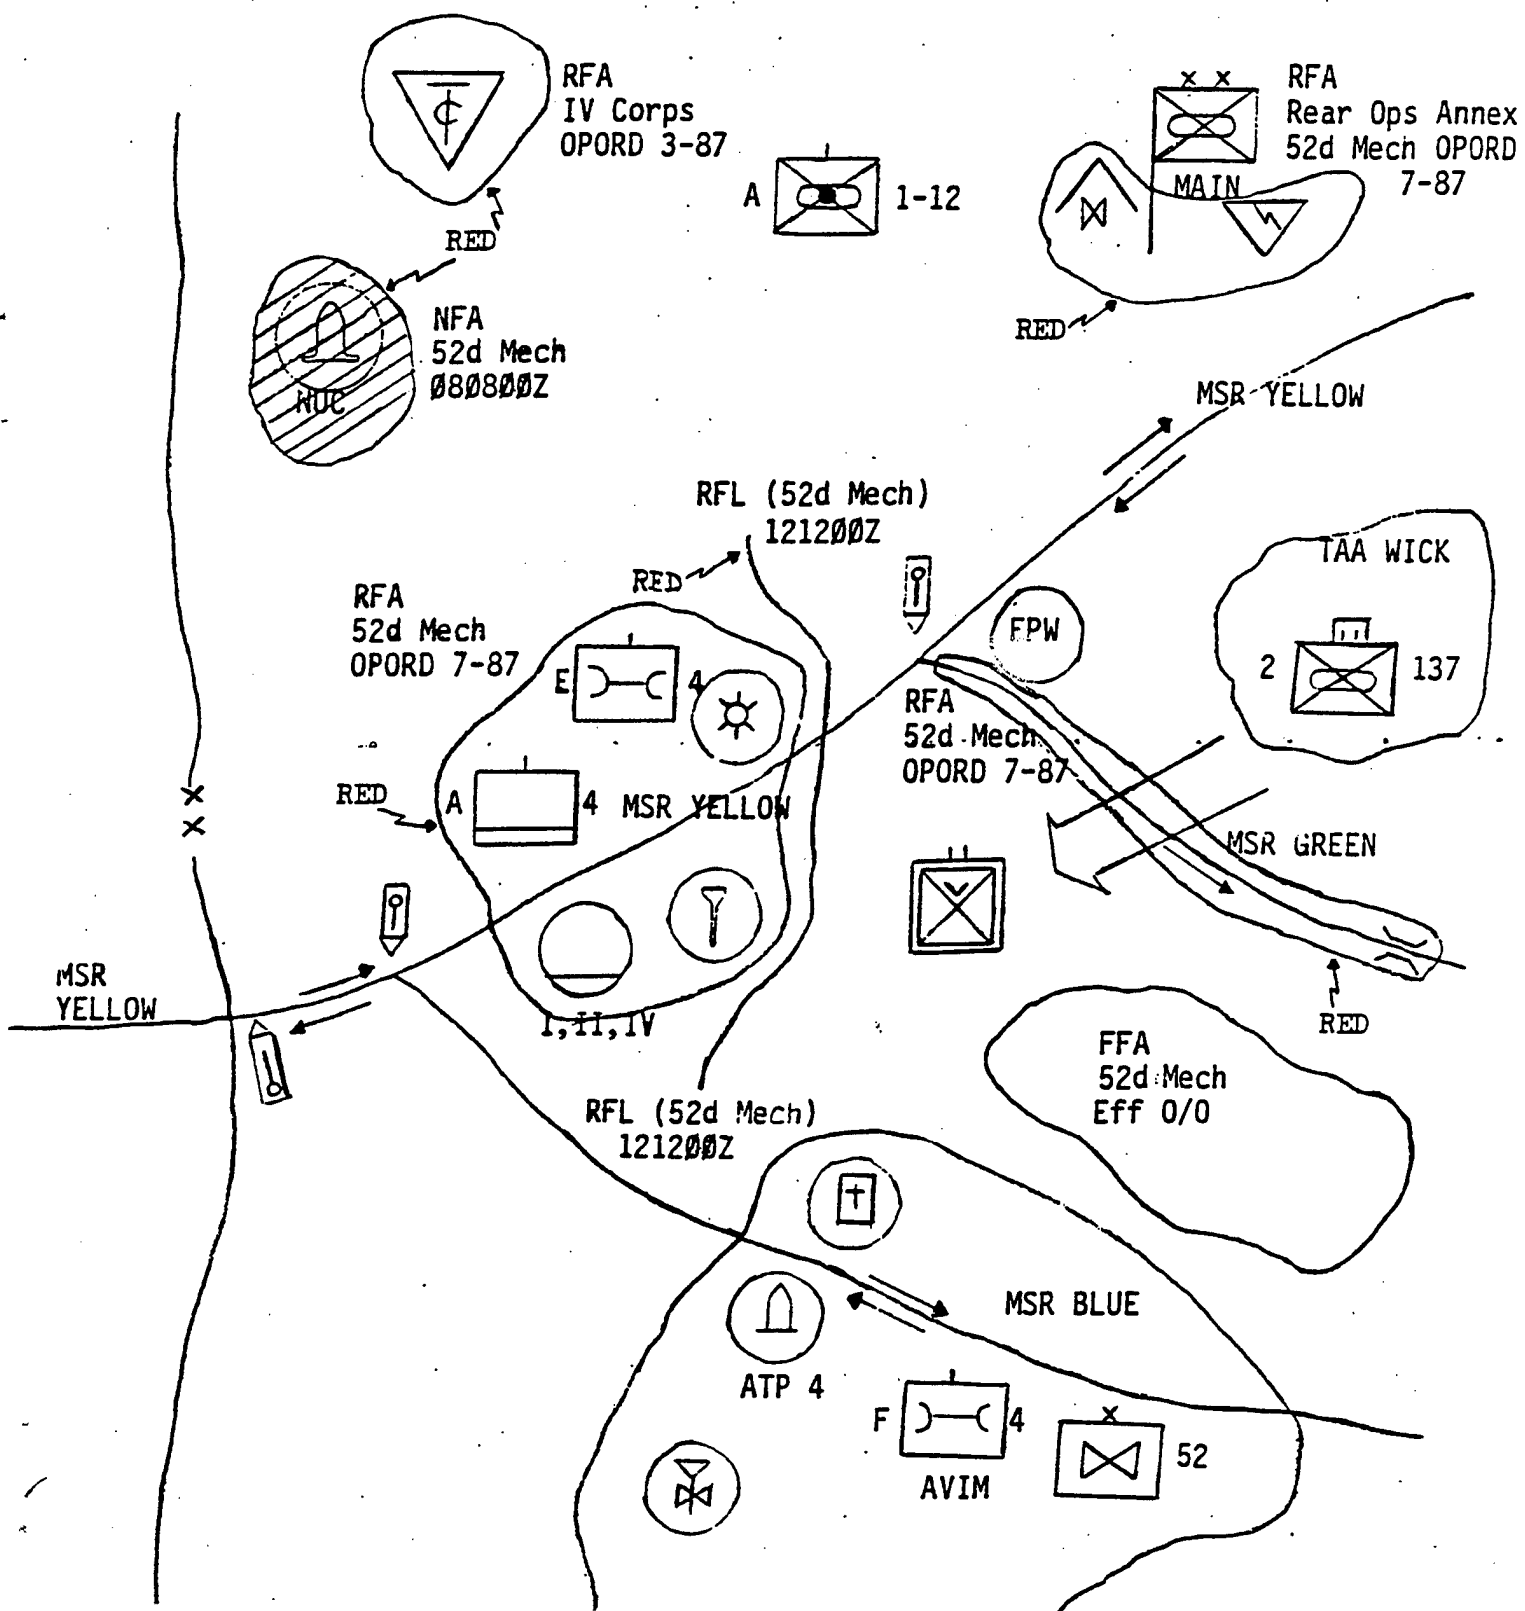 RFA
IV Corps
OPORD 3-87
RED
A
1-12
RFA
Rear Ops Annex
52d Mech OPORD
7-87
MAIN
RED
NFA
52d Mech
Ø8Ø8ØØZ
NUC
MSR YELLOW
RFL (52d Mech)
1212ØØZ
RED
RFA
52d Mech
OPORD 7-87
E
4
EPW
TAA WICK
2
137
RFA
52d Mech
OPORD 7-87
RED
A
4
MSR YELLOW
MSR GREEN
MSR
YELLOW
I,II,IV
RED
FFA
52d Mech
Eff O/O
RFL (52d Mech)
1212ØØZ
MSR BLUE
ATP 4
F
4
AVIM
52